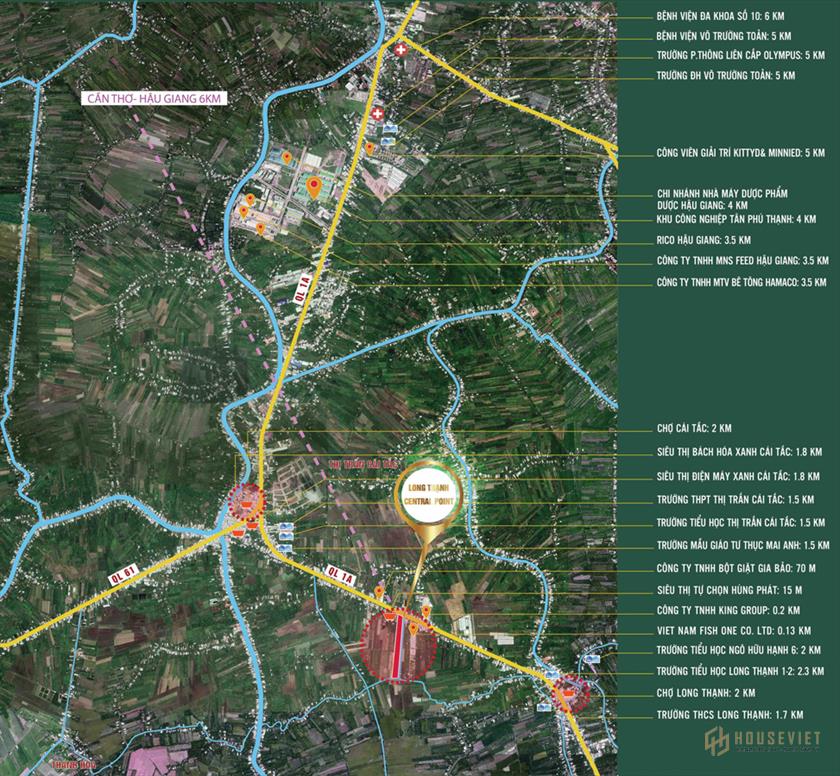 BỆNH VIỆN ĐA KHOA SỐ 10: 6 KM
BỆNH VIỆN VÕ TRƯỜNG TOẢN: 5 KM
TRƯỜNG P.THÔNG LIÊN CẤP OLYMPUS: 5 KM
TRƯỜNG ĐH VÕ TRƯỜNG TOẢN: 5 KM
CẦN THƠ- HẬU GIANG 6KM
CÔNG VIÊN GIẢI TRÍ KITTYD& MINNIED: 5 KM
CHI NHÁNH NHÀ MÁY DƯỢC PHẨM
DƯỢC HẬU GIANG: 4 KM
KHU CÔNG NGHIỆP TÂN PHÚ THẠNH: 4 KM
RICO HẬU GIANG: 3.5 KM
CÔNG TY TNHH MNS FEED HẬU GIANG: 3.5 KM
CÔNG TY TNHH MTV BÊ TÔNG HAMACO: 3.5 KM
QL 1A
CHỢ CÁI TẮC: 2 KM
SIÊU THỊ BÁCH HÓA XANH CÁI TẮC: 1.8 KM
THỊ TRẤN CÁI TẮC
SIÊU THỊ ĐIỆN MÁY XANH CÁI TẮC: 1.8 KM
LONG THẠNH
CENTRAL POINT
TRƯỜNG THPT THỊ TRẤN CÁI TẮC: 1.5 KM
TRƯỜNG TIỂU HỌC THỊ TRẤN CÁI TẮC: 1.5 KM
TRƯỜNG MẪU GIÁO TƯ THỤC MAI ANH: 1.5 KM
QL 61
QL 1A
CÔNG TY TNHH BỘT GIẶT GIA BẢO: 70 M
SIÊU THỊ TỰ CHỌN HÙNG PHÁT: 15 M
CÔNG TY TNHH KING GROUP: 0.2 KM
VIET NAM FISH ONE CO. LTD: 0.13 KM
TRƯỜNG TIỂU HỌC NGÔ HỮU HẠNH 6: 2 KM
TRƯỜNG TIỂU HỌC LONG THẠNH 1-2: 2.3 KM
CHỢ LONG THẠNH: 2 KM
TRƯỜNG THCS LONG THẠNH: 1.7 KM
THẠNH HÒA
HOUSEVIET